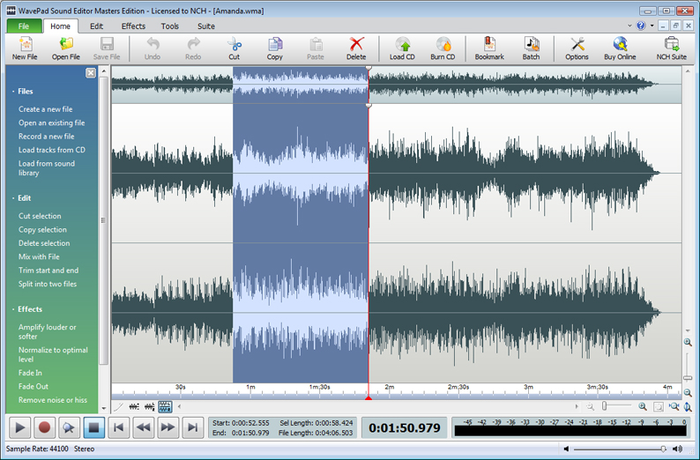 WavePad Sound Editor Masters Edition - Licensed to NCH - [Amanda.wma]
File Home Edit Effects Tools Suite
New File Open File Save File Undo Redo Cut Copy Paste Delete Load CD Burn CD Bookmark Batch Options Buy Online NCH Suite
Files
Create a new file
Open an existing file
Record a new file
Load tracks from CD
Load from sound
library
Edit
Cut selection
Copy selection
Delete selection
Mix with File
Trim start and end
Split into two files
Effects
Amplify louder or
softer
Normalize to optimal
level
Fade In
Fade Out
Remove noise or hiss
30s 1m 1m;30s 2m 2m;30s 3m 3m;30s 4m
Start: 0:00:52.555 Sel Length: 0:00:58.424
End: 0:01:50.979 File Length: 0:04:06.503
0:01:50.979
-45 -42 -39 -36 -33 -30 -27 -24 -21 -18 -15 -12 -9 -6 -3 0
Sample Rate: 44100 Stereo